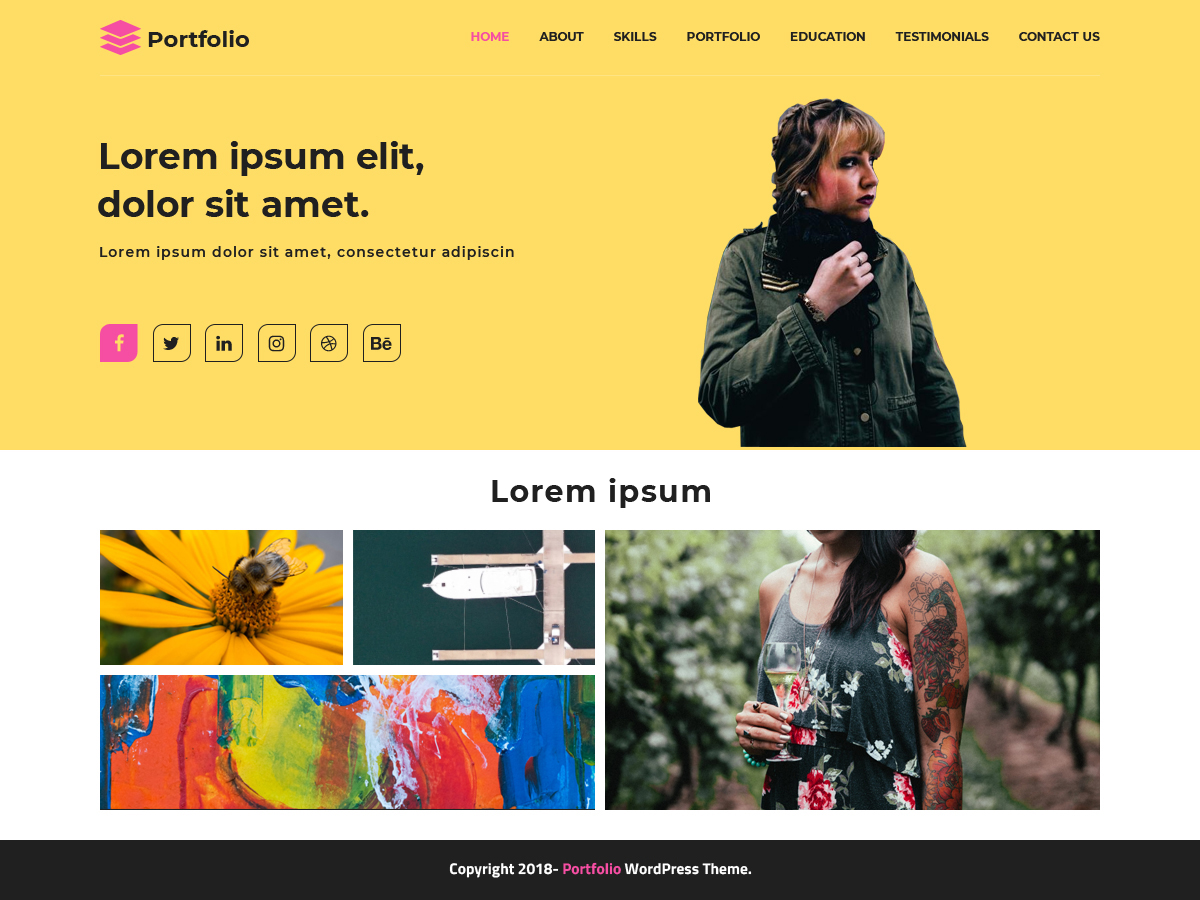 Portfolio
HOME ABOUT SKILLS PORTFOLIO EDUCATION TESTIMONIALS CONTACT US
Lorem ipsum elit,
dolor sit amet.
Lorem ipsum dolor sit amet, consectetur adipiscin
Bē
Lorem ipsum
Copyright 2018- Portfolio WordPress Theme.